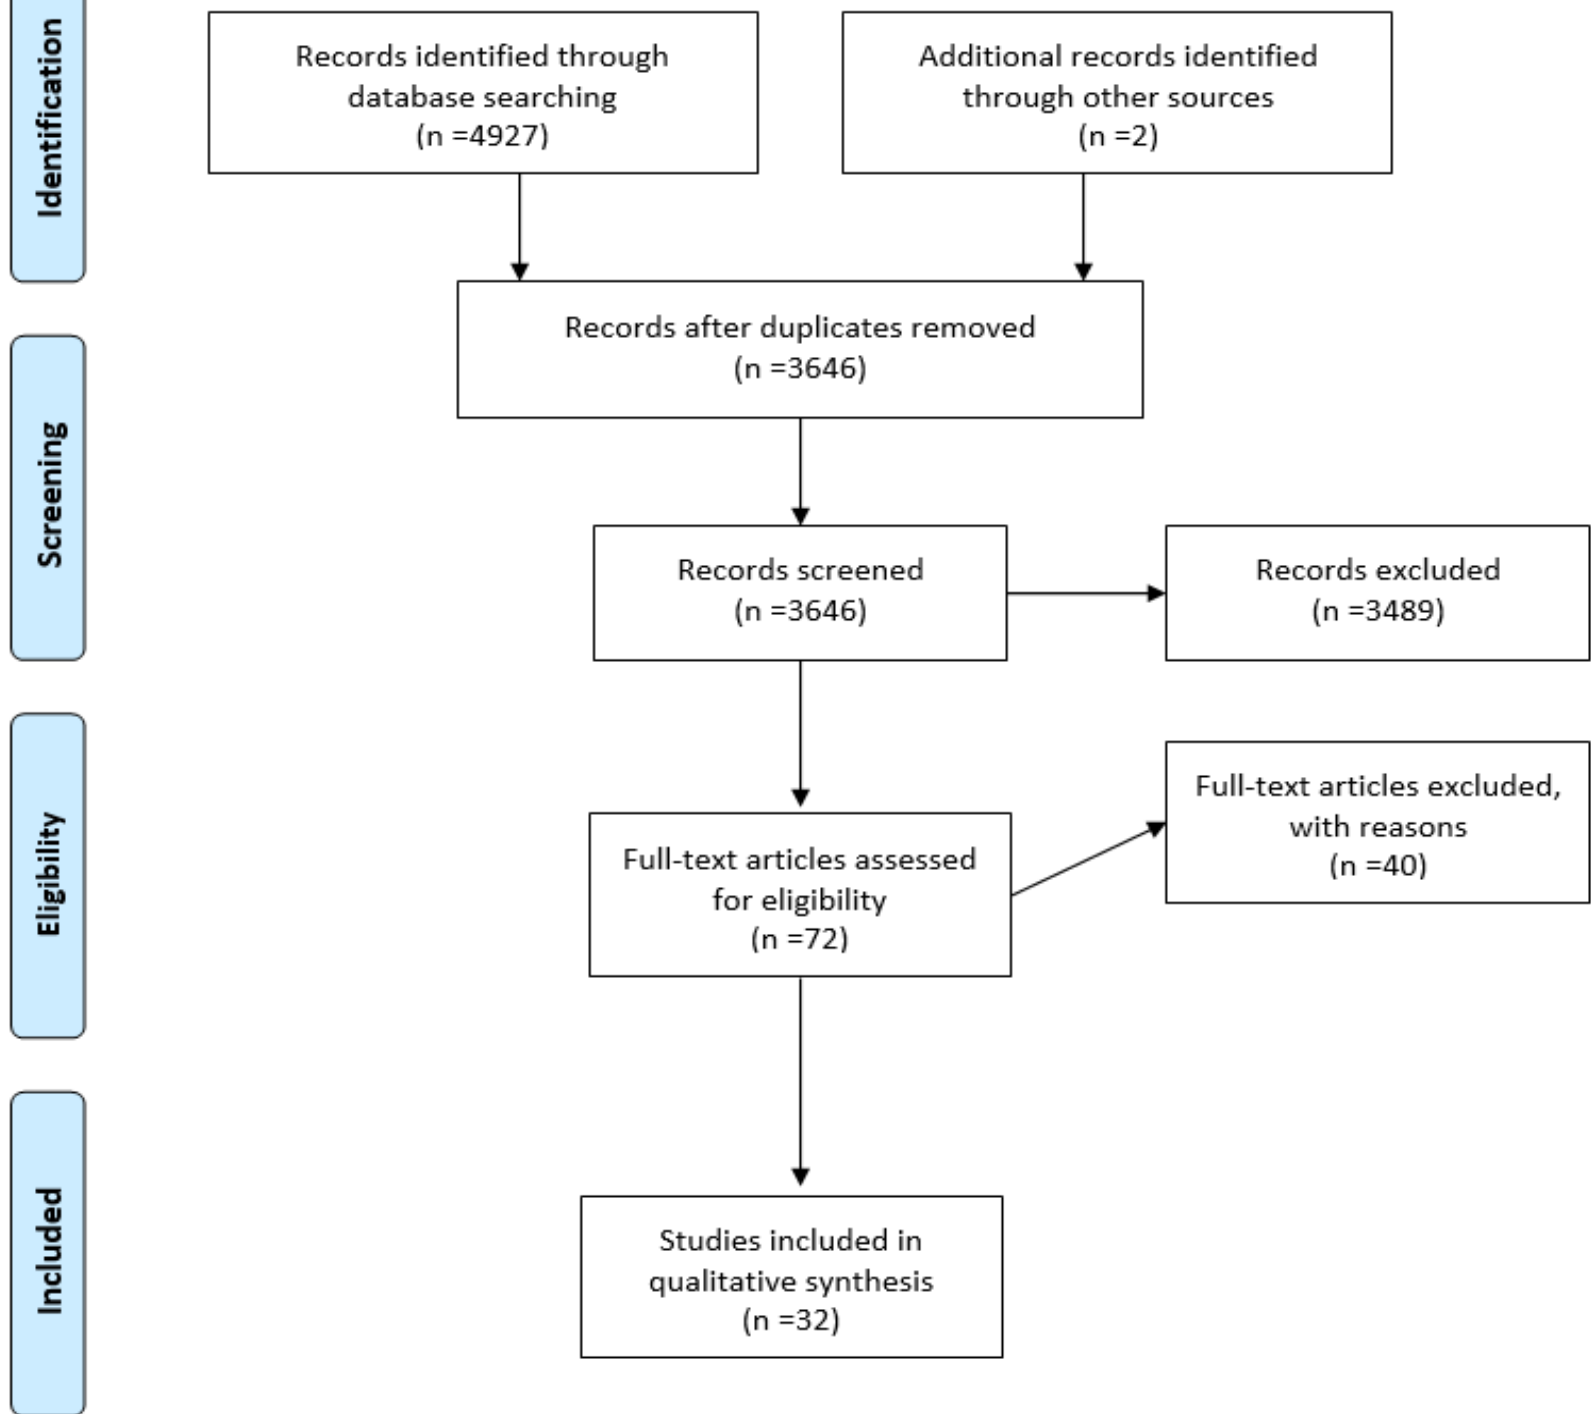 Identification
Records identified through
database searching
(n =4927)
Additional records identified
through other sources
(n =2)
Records after duplicates removed
(n =3646)
Screening
Records screened
(n =3646)
Records excluded
(n =3489)
Eligibility
Full-text articles assessed
for eligibility
(n =72)
Full-text articles excluded,
with reasons
(n =40)
Included
Studies included in
qualitative synthesis
(n =32)